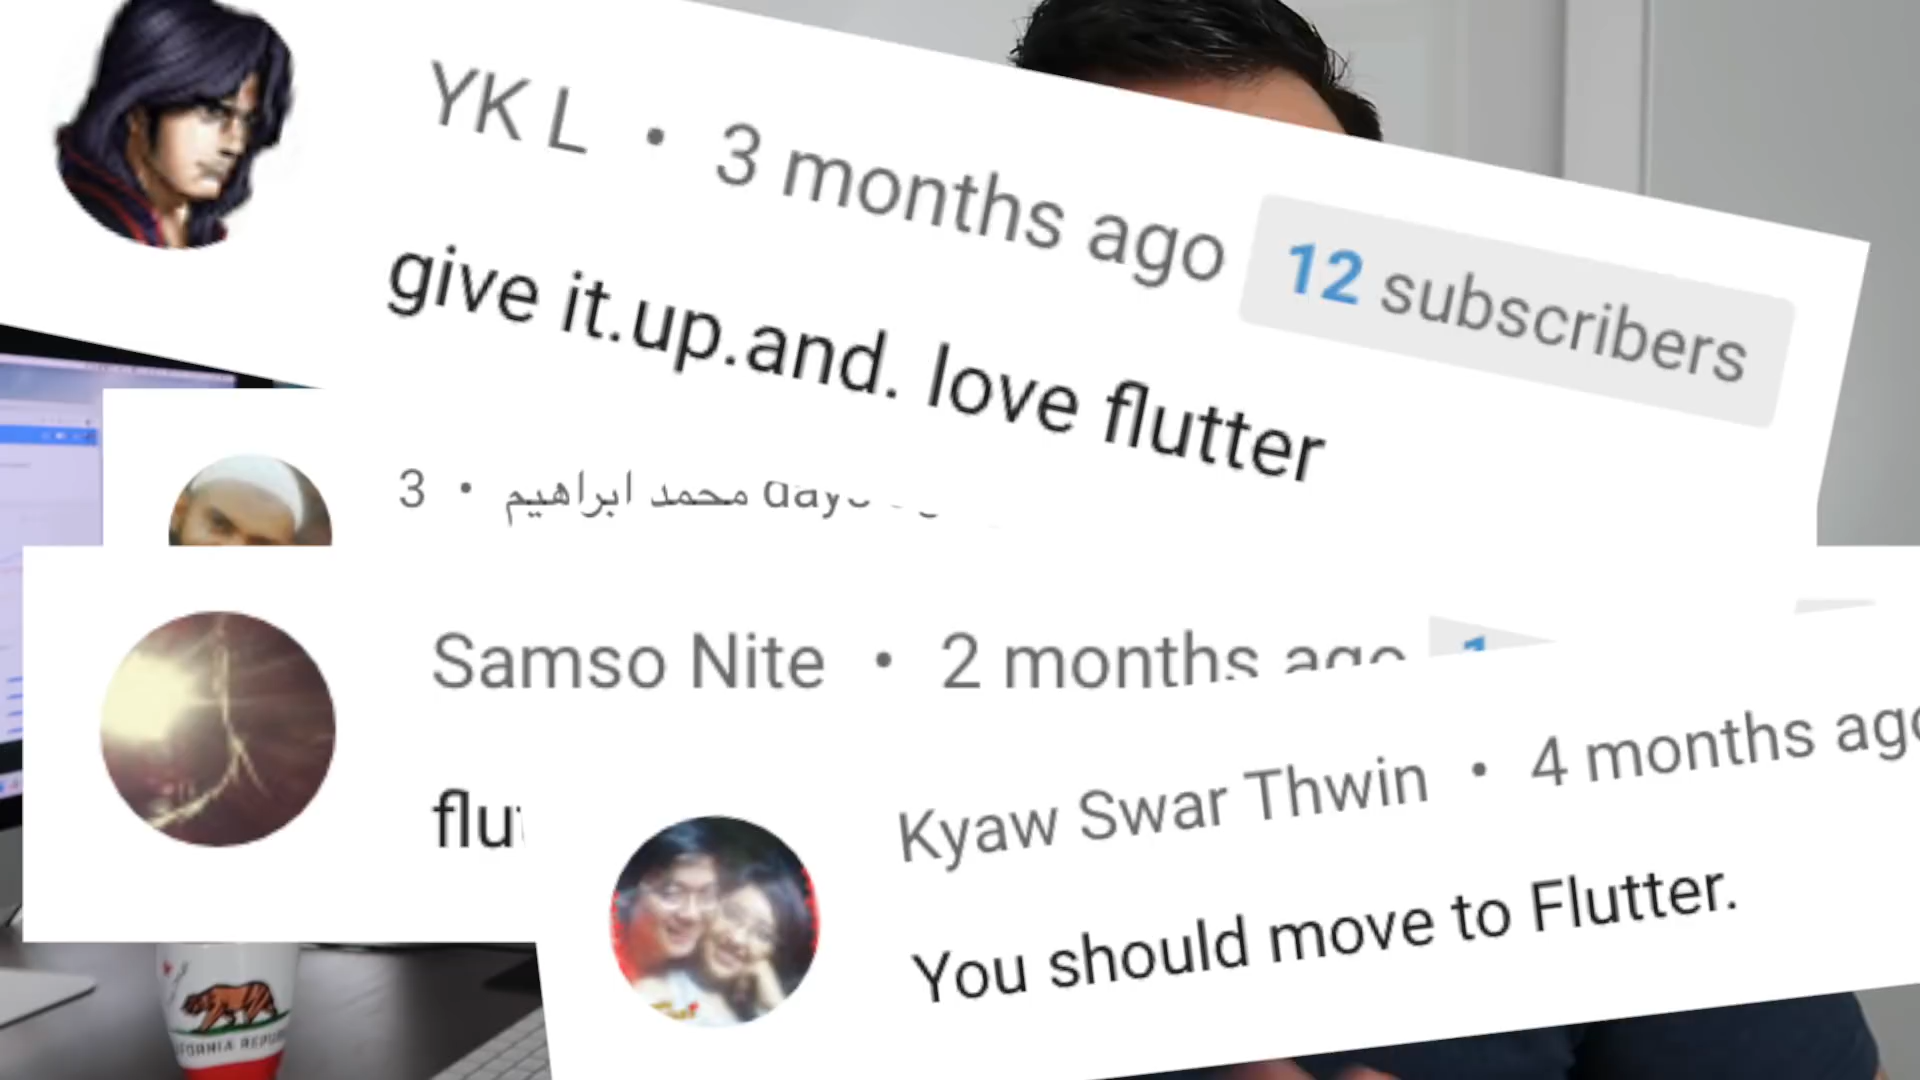 YK L • 3 months ago 12 subscribers
give it.up.and. love flutter
3 • محمد ابراهيم
Samso Nite • 2 months ago 1
Kyaw Swar Thwin • 4 months ago
You should move to Flutter.